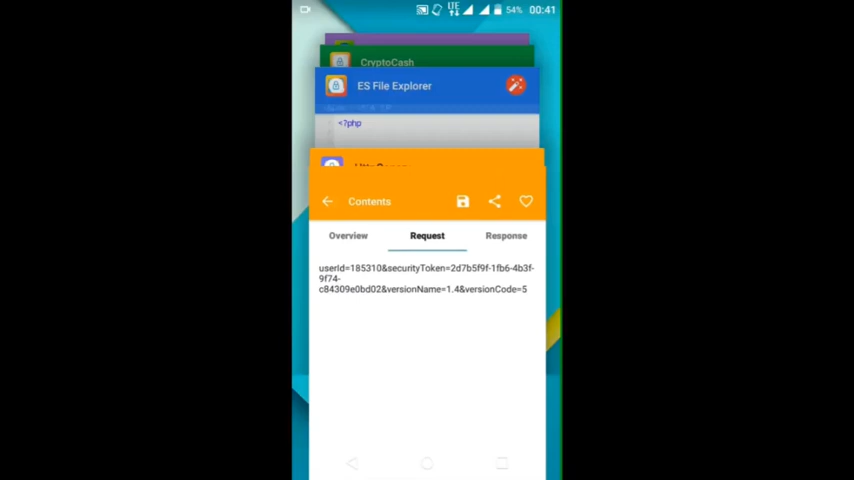 LTE 54% 00:41
CryptoCash
ES File Explorer
<?php
Contents
Overview Request Response
userId=185310&securityToken=2d7b5f9f-1fb6-4b3f-
9f74-
c84309e0bd02&versionName=1.4&versionCode=5